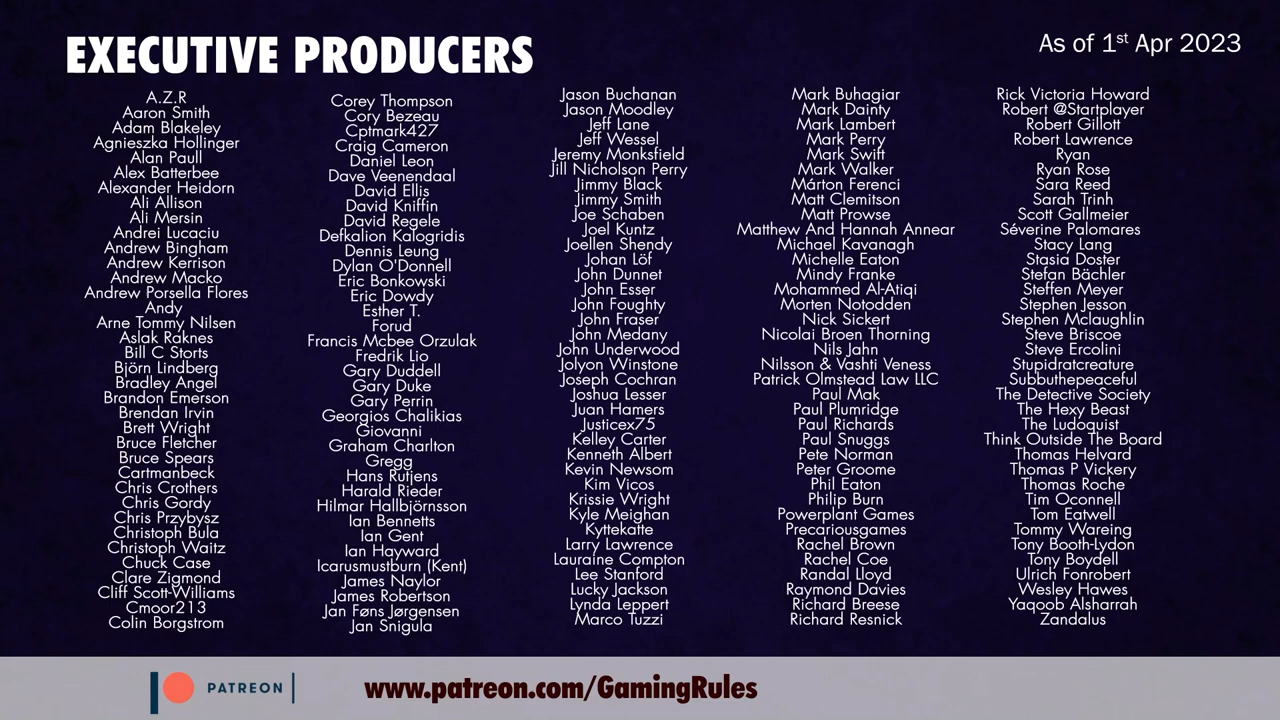 EXECUTIVE PRODUCERS
As of 1st Apr 2023
A.Z.R
Aaron Smith
Adam Blakeley
Agnieszka Hollinger
Alan Paull
Alex Batterbee
Alexander Heidorn
Ali Allison
Ali Mersin
Andrei Lucaciu
Andrew Bingham
Andrew Kerrison
Andrew Macko
Andrew Porsella Flores
Andy
Arne Tommy Nilsen
Aslak Raknes
Bill C Storts
Björn Lindberg
Bradley Angel
Brandon Emerson
Brendan Irvin
Brett Wright
Bruce Fletcher
Bruce Spears
Cartmanbeck
Chris Crothers
Chris Gordy
Chris Przybysz
Christoph Bula
Christoph Waitz
Chuck Case
Clare Zigmond
Cliff Scott-Williams
Cmoor213
Colin Borgstrom
Corey Thompson
Cory Bezeau
Cptmark427
Craig Cameron
Daniel Leon
Dave Veenendaal
David Ellis
David Kniffin
David Regele
Defkalion Kalogridis
Dennis Leung
Dylan O'Donnell
Eric Bonkowski
Eric Dowdy
Esther T.
Forud
Francis Mcbee Orzulak
Fredrik Lio
Gary Duddell
Gary Duke
Gary Perrin
Georgios Chalikias
Giovanni
Graham Charlton
Gregg
Hans Rutjens
Harald Rieder
Hilmar Hallbjörnsson
Ian Bennetts
Ian Gent
Ian Hayward
Icarusmustburn (Kent)
James Naylor
James Robertson
Jan Føns Jørgensen
Jan Snigula
Jason Buchanan
Jason Moodley
Jeff Lane
Jeff Wessel
Jeremy Monksfield
Jill Nicholson Perry
Jimmy Black
Jimmy Smith
Joe Schaben
Joel Kuntz
Joellen Shendy
Johan Löf
John Dunnet
John Esser
John Foughty
John Fraser
John Medany
John Underwood
Jolyon Winstone
Joseph Cochran
Joshua Lesser
Juan Hamers
Justicex75
Kelley Carter
Kenneth Albert
Kevin Newsom
Kim Vicos
Krissie Wright
Kyle Meighan
Kyttekatte
Larry Lawrence
Lauraine Compton
Lee Stanford
Lucky Jackson
Lynda Leppert
Marco Tuzzi
Mark Buhagiar
Mark Dainty
Mark Lambert
Mark Perry
Mark Swift
Mark Walker
Márton Ferenci
Matt Clemitson
Matt Prowse
Matthew And Hannah Annear
Michael Kavanagh
Michelle Eaton
Mindy Franke
Mohammed Al-Atiqi
Morten Notodden
Nick Sickert
Nicolai Broen Thorning
Nils Jahn
Nilsson & Vashti Veness
Patrick Olmstead Law LLC
Paul Mak
Paul Plumridge
Paul Richards
Paul Snuggs
Pete Norman
Peter Groome
Phil Eaton
Philip Burn
Powerplant Games
Precariousgames
Rachel Brown
Rachel Coe
Randal Lloyd
Raymond Davies
Richard Breese
Richard Resnick
Rick Victoria Howard
Robert @Startplayer
Robert Gillott
Robert Lawrence
Ryan
Ryan Rose
Sara Reed
Sarah Trinh
Scott Gallmeier
Séverine Palomares
Stacy Lang
Stasia Doster
Stefan Bächler
Steffen Meyer
Stephen Jesson
Stephen Mclaughlin
Steve Briscoe
Steve Ercolini
Stupidratcreature
Subbuthepeaceful
The Detective Society
The Hexy Beast
The Ludoquist
Think Outside The Board
Thomas Helvard
Thomas P Vickery
Thomas Roche
Tim Oconnell
Tom Eatwell
Tommy Wareing
Tony Booth-Lydon
Tony Boydell
Ulrich Fonrobert
Wesley Hawes
Yaqoob Alsharrah
Zandalus
PATREON
www.patreon.com/GamingRules